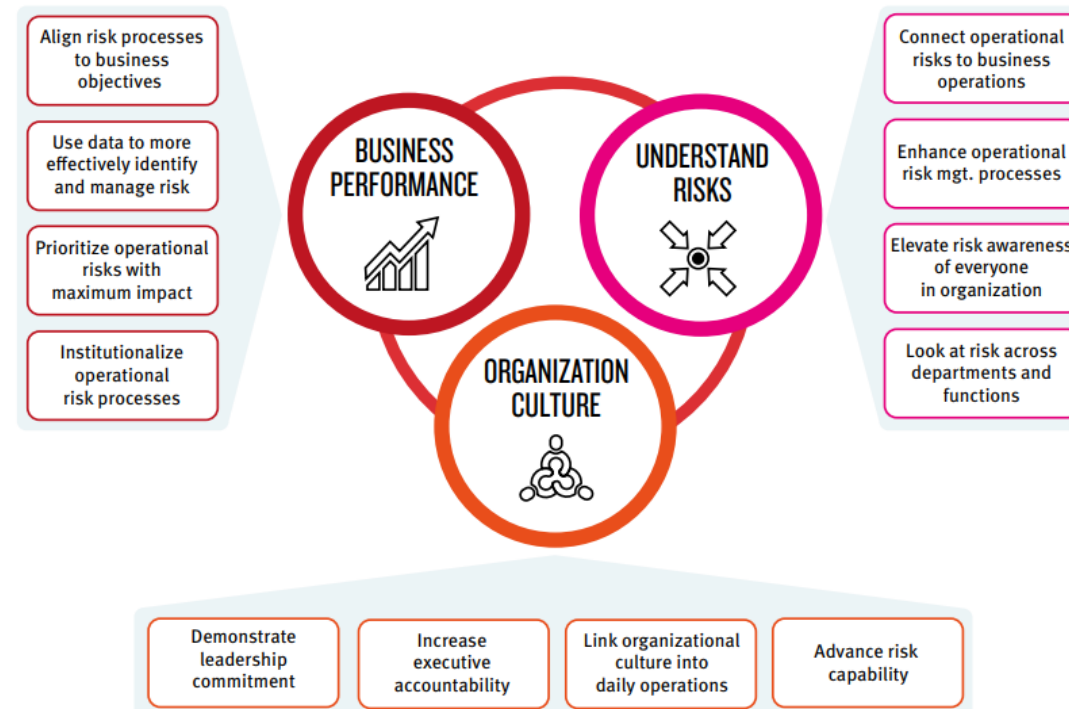 Align risk processes
to business
objectives
Use data to more
effectively identify
and manage risk
Prioritize operational
risks with
maximum impact
Institutionalize
operational
risk processes
BUSINESS
PERFORMANCE
UNDERSTAND
RISKS
ORGANIZATION
CULTURE
Connect operational
risks to business
operations
Enhance operational
risk mgt. processes
Elevate risk awareness
of everyone
in organization
Look at risk across
departments and
functions
Demonstrate
leadership
commitment
Increase
executive
accountability
Link organizational
culture into
daily operations
Advance risk
capability